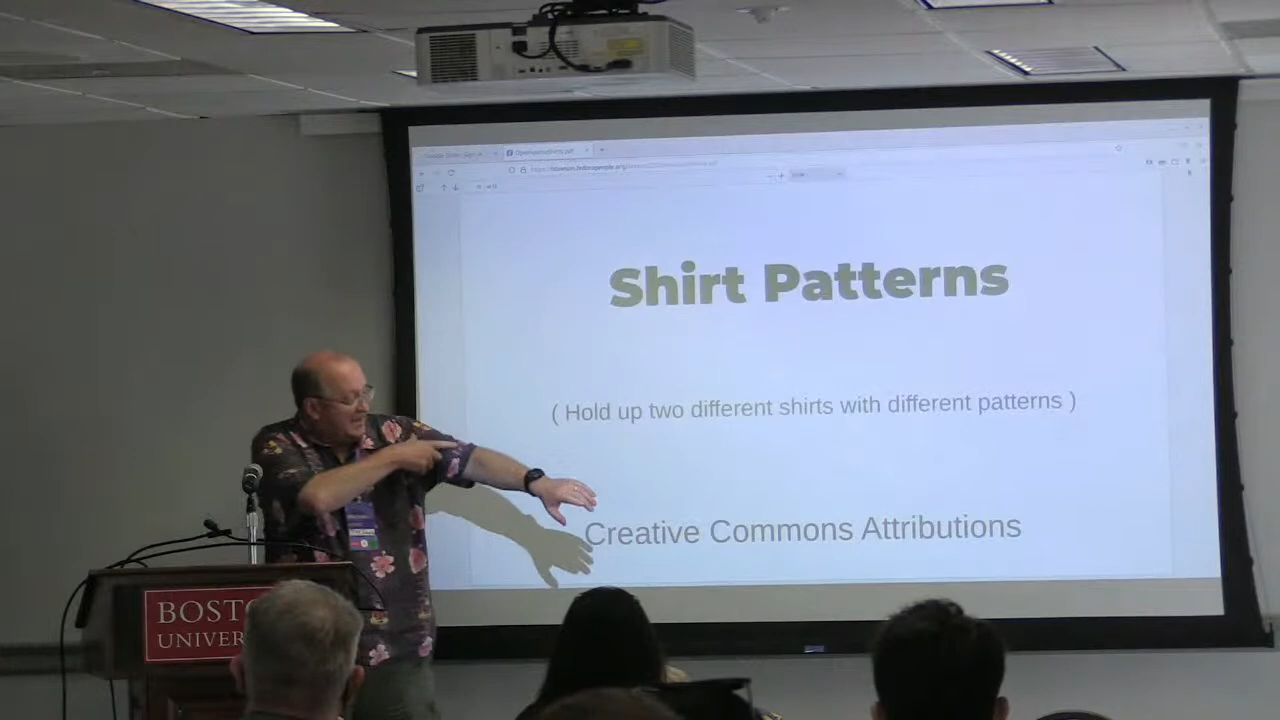 Shirt Patterns
( Hold up two different shirts with different patterns )
Creative Commons Attributions
BOSTO
UNIVER